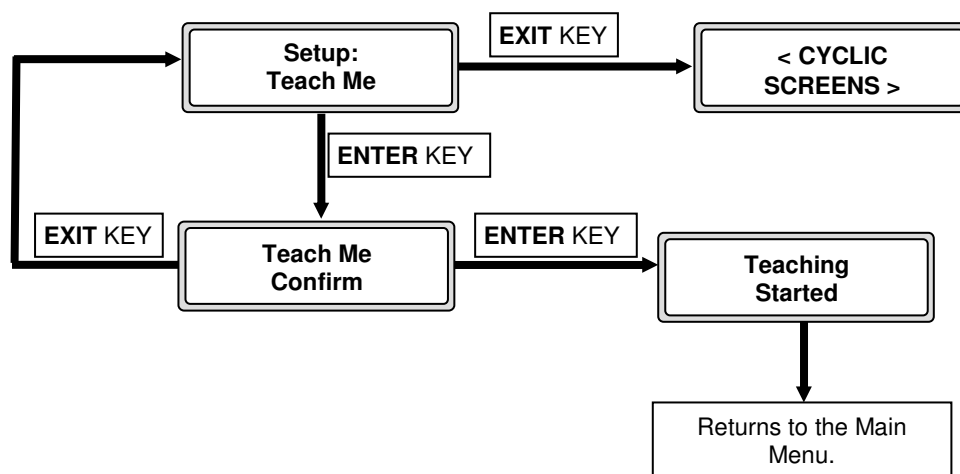 EXIT KEY
Setup:
Teach Me
< CYCLIC
SCREENS >
ENTER KEY
EXIT KEY
Teach Me
Confirm
ENTER KEY
Teaching
Started
Returns to the Main
Menu.